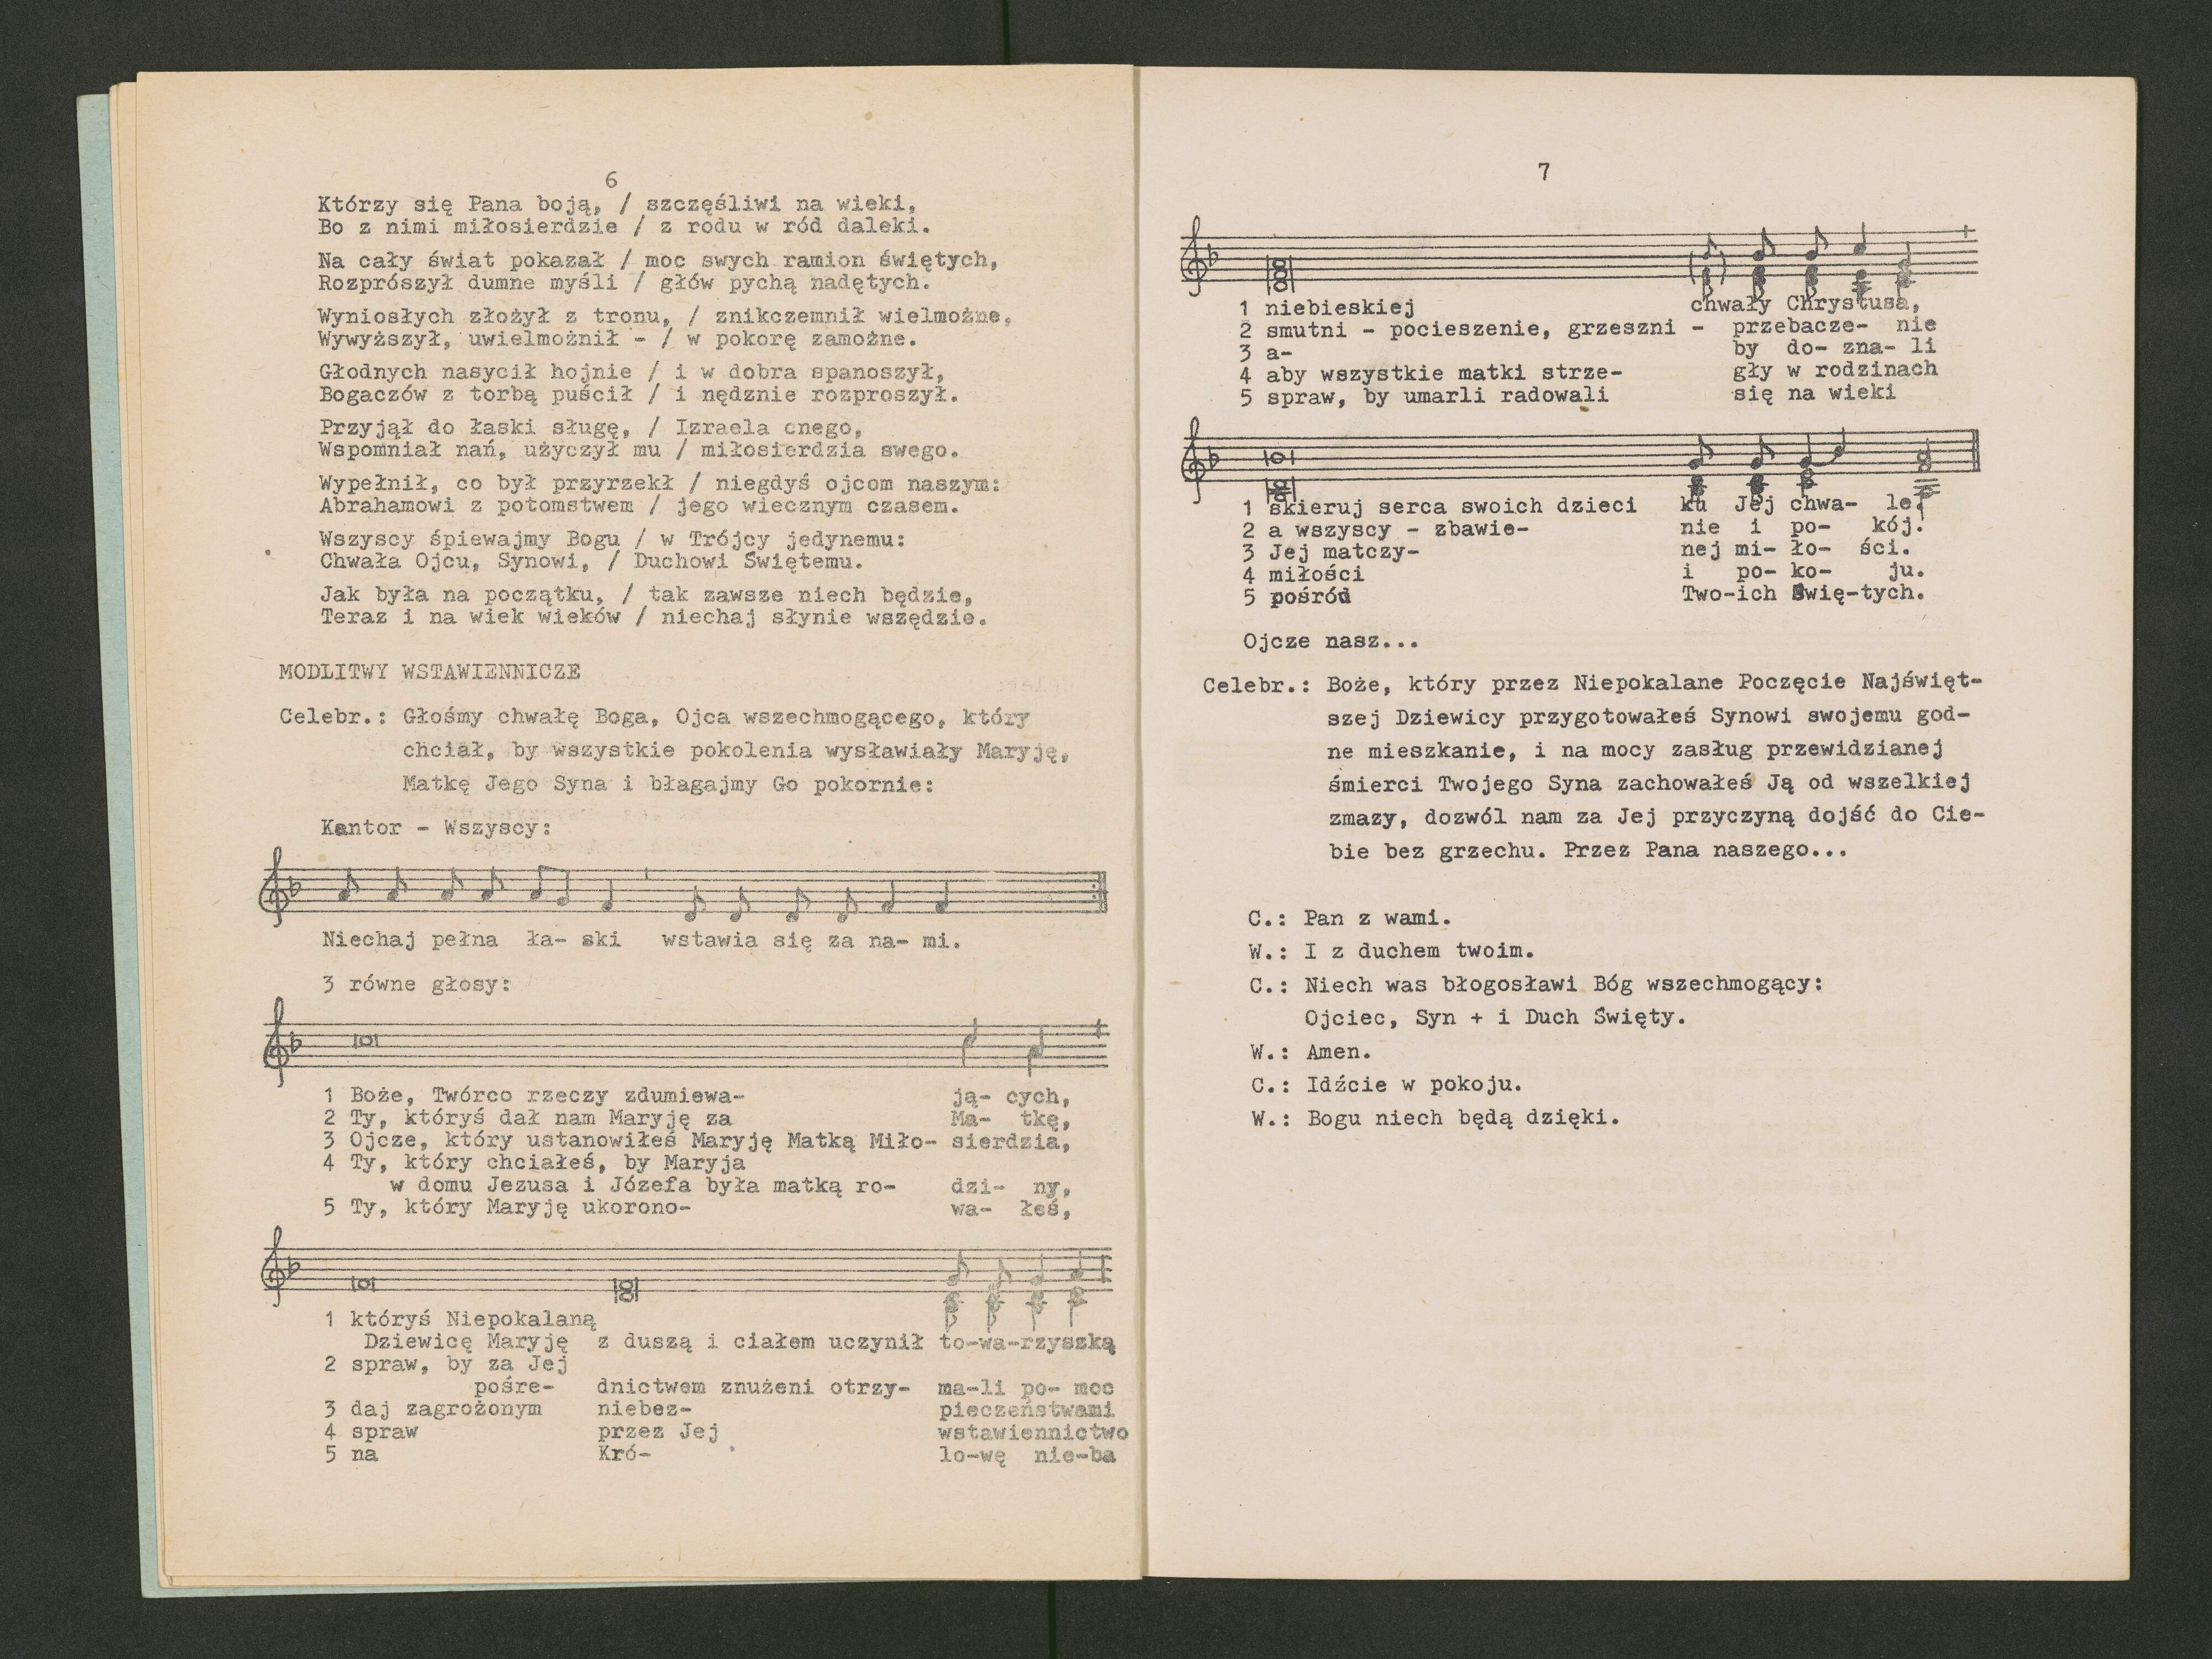 6
Którzy się Pana boją, / szczęśliwi na wieki,
Bo z nimi miłosierdzie / z rodu w ród daleki.
Na cały świat pokazał / moc swych ramion świętych,
Rozprószył dumne myśli / głów pychą nadętych.
Wyniosłych złożył z tronu, / znikczemnił wielmożne,
Wywyższył, uwielmożnił - / w pokorę zamożne.
Głodnych nasycił hojnie / i w dobra spanoszył,
Bogaczów z torbą puścił / i nędznie rozproszył.
Przyjął do łaski sługę, / Izraela cnego,
Wspomniał nań, użyczył mu / miłosierdzia swego.
Wypełnił, co był przyrzekł / niegdyś ojcom naszym:
Abrahamowi z potomstwem / jego wiecznym czasem.
Wszyscy śpiewajmy Bogu / w Trójcy jedynemu:
Chwała Ojcu, Synowi, / Duchowi Świętemu.
Jak była na początku, / tak zawsze niech będzie,
Teraz i na wiek wieków / niechaj słynie wszędzie.
MODLITWY WSTAWIENNICZE
Celebr.: Głośmy chwałę Boga, Ojca wszechmogącego, który
chciał, by wszystkie pokolenia wysławiały Maryję,
Matkę Jego Syna i błagajmy Go pokornie:
Kantor - Wszyscy:
Niechaj pełna ła- ski wstawia się za na- mi.
3 równe głosy:
1 Boże, Twórco rzeczy zdumiewa- ją- cych,
2 Ty, któryś dał nam Maryję za Ma- tkę,
3 Ojcze, który ustanowiłeś Maryję Matką Miło- sierdzia,
4 Ty, który chciałeś, by Maryja
w domu Jezusa i Józefa była matką ro- dzi- ny,
5 Ty, który Maryję ukorono- wa- łeś,
1 któryś Niepokalaną
Dziewicę Maryję z duszą i ciałem uczynił to-wa-rzyszką
2 spraw, by za Jej
pośre- dnictwem znużeni otrzy- ma-li po- moc
3 daj zagrożonym niebez- pieczeństwami
4 spraw przez Jej wstawiennictwo
5 na Kró- lo-wę nie-ba
7
1 niebieskiej chwały Chrystusa,
2 smutni - pocieszenie, grzeszni - przebacze- nie
3 a- by do- zna- li
4 aby wszystkie matki strze- gły w rodzinach
5 spraw, by umarli radowali się na wieki
1 skieruj serca swoich dzieci ku Jej chwa- le.
2 a wszyscy - zbawie- nie i po- kój.
3 Jej matczy- nej mi- ło- ści.
4 miłości i po- ko- ju.
5 pośród Two-ich Świę-tych.
Ojcze nasz...
Celebr.: Boże, który przez Niepokalane Poczęcie Najświęt-
szej Dziewicy przygotowałeś Synowi swojemu god-
ne mieszkanie, i na mocy zasług przewidzianej
śmierci Twojego Syna zachowałeś Ją od wszelkiej
zmazy, dozwól nam za Jej przyczyną dojść do Cie-
bie bez grzechu. Przez Pana naszego...
C.: Pan z wami.
W.: I z duchem twoim.
C.: Niech was błogosławi Bóg wszechmogący:
Ojciec, Syn + i Duch Święty.
W.: Amen.
C.: Idźcie w pokoju.
W.: Bogu niech będą dzięki.